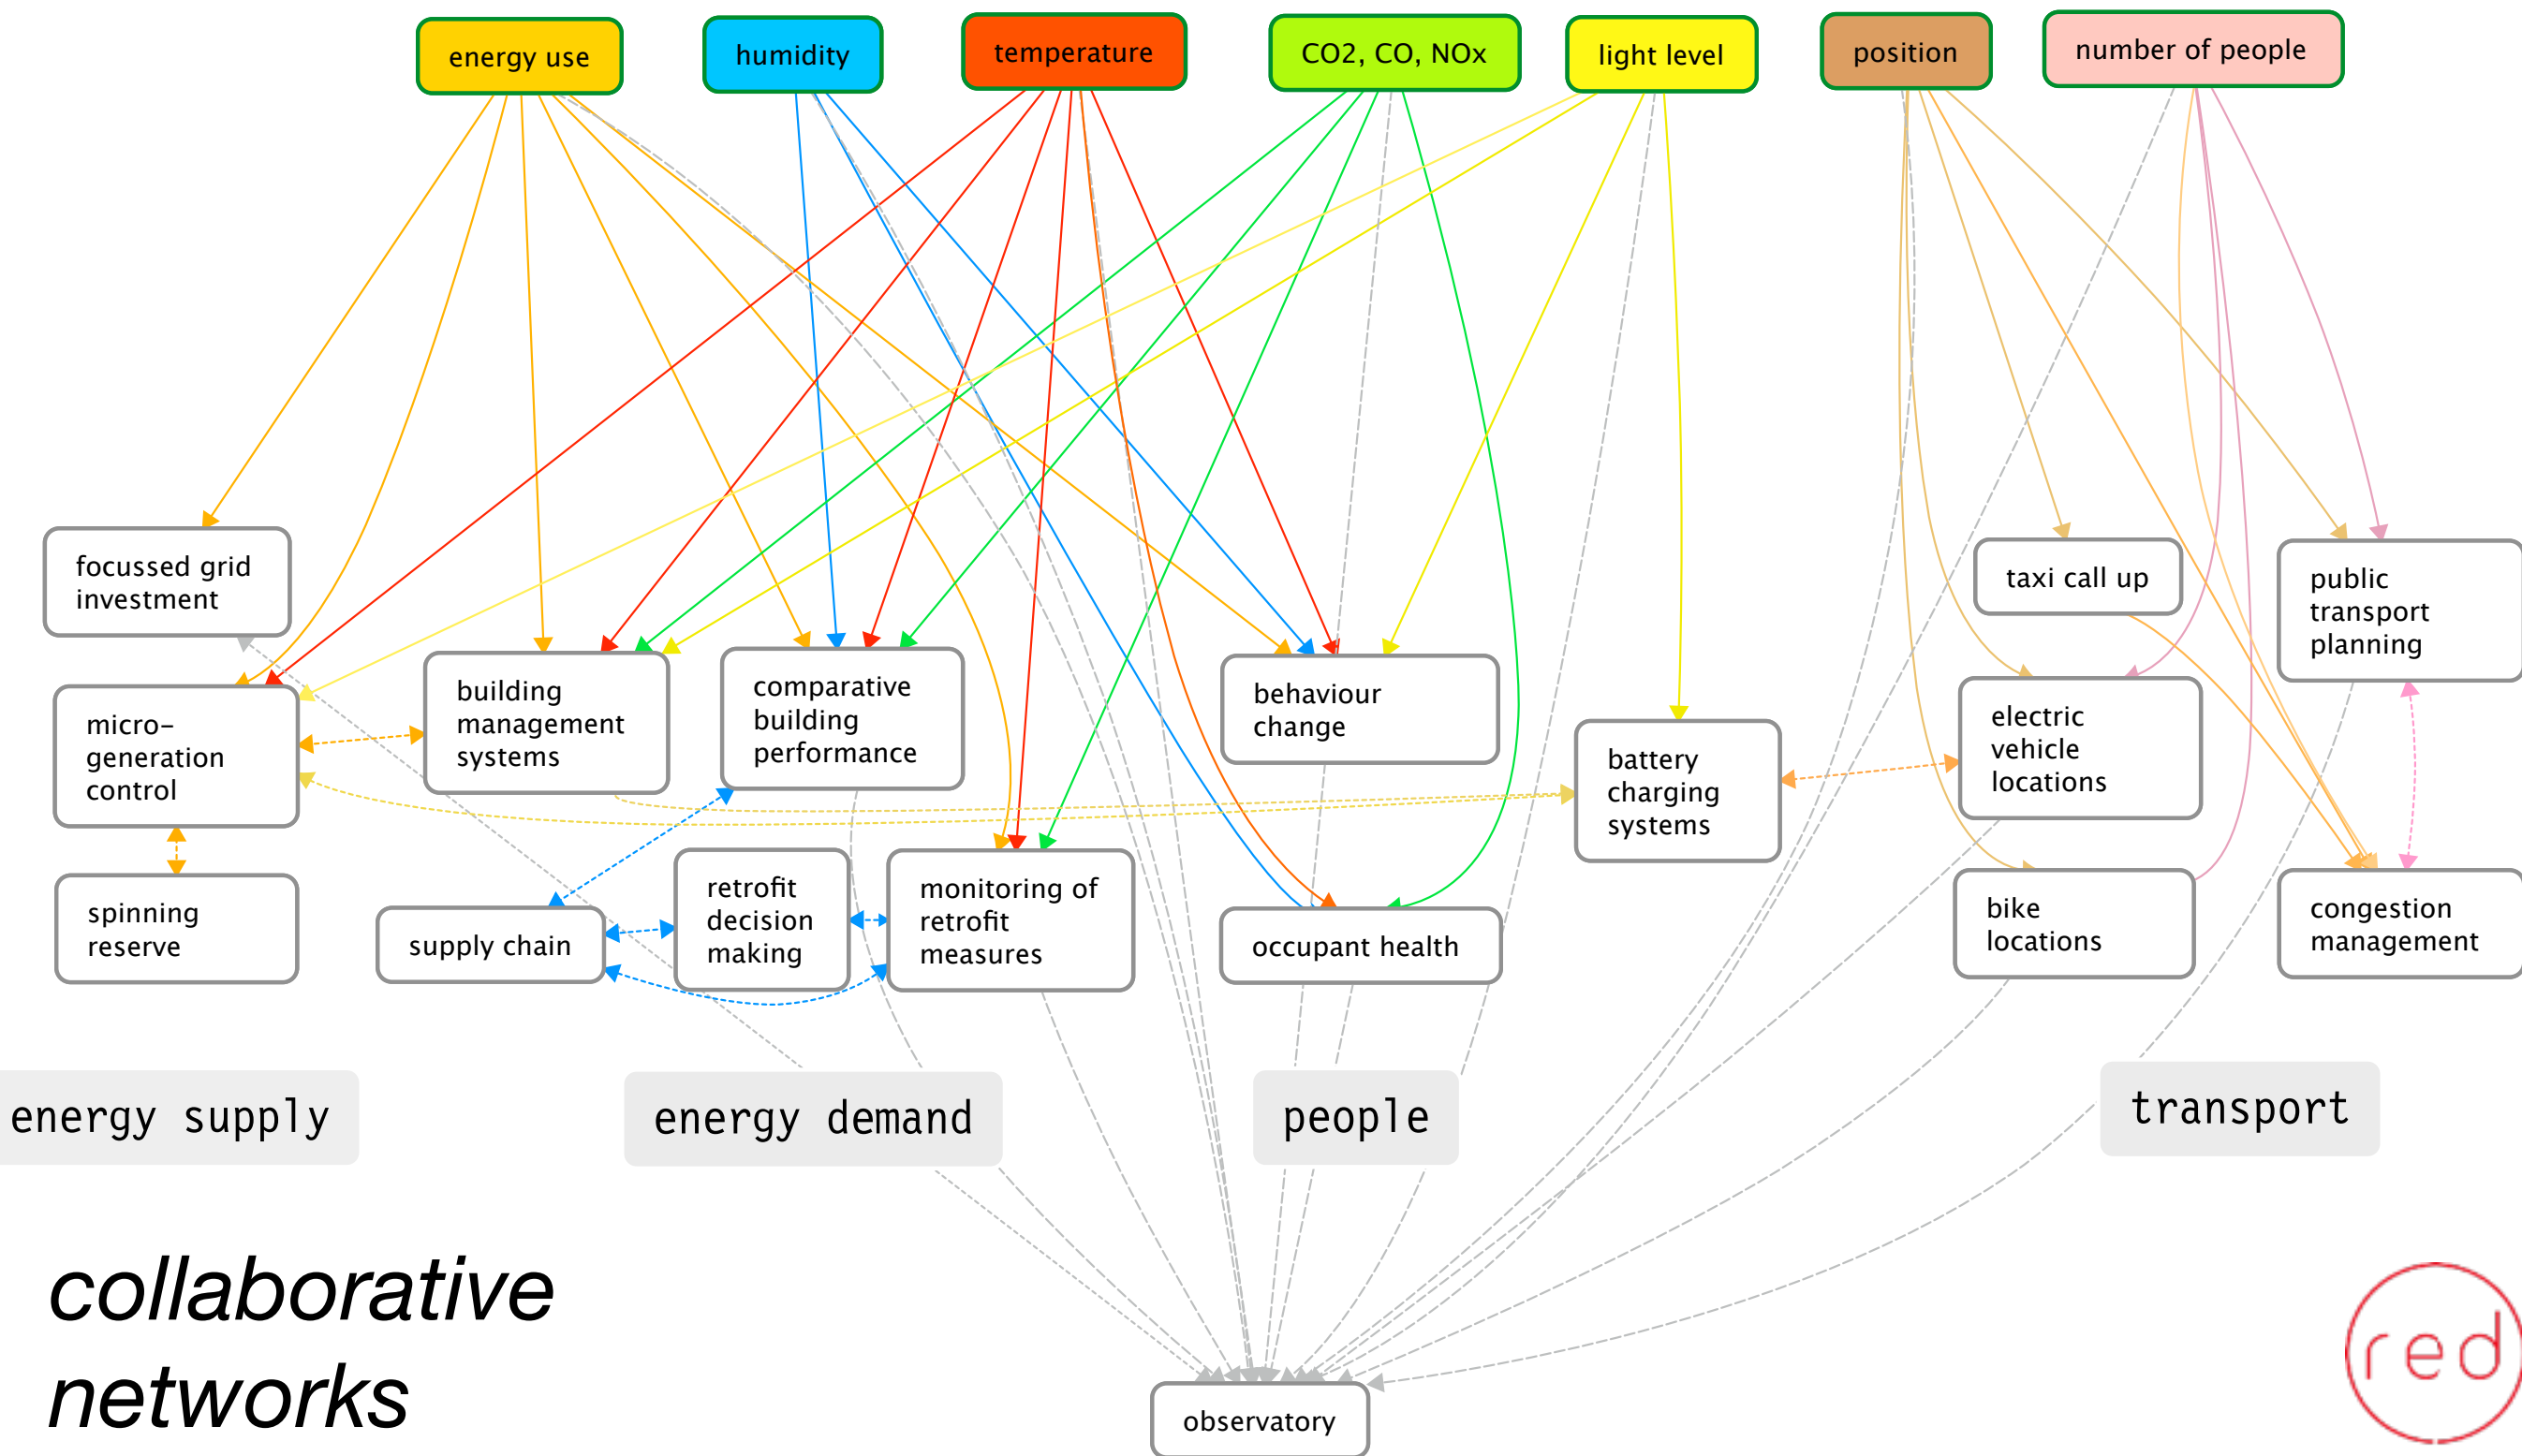 energy use
humidity
temperature
CO2, CO, NOx
light level
position
number of people
focussed grid
investment
taxi call up
public
transport
planning
micro-
generation
control
building
management
systems
comparative
building
performance
behaviour
change
battery
charging
systems
electric
vehicle
locations
spinning
reserve
supply chain
retrofit
decision
making
monitoring of
retrofit
measures
occupant health
bike
locations
congestion
management
energy supply
energy demand
people
transport
collaborative
networks
observatory
red